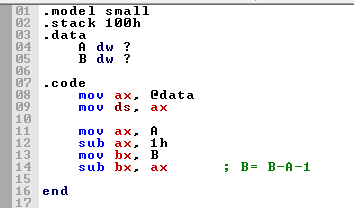 01 .model small
02 .stack 100h
03 .data
04 A dw ?
05 B dw ?
06
07 .code
08 mov ax, @data
09 mov ds, ax
10
11 mov ax, A
12 sub ax, 1h
13 mov bx, B
14 sub bx, ax ; B= B-A-1
15
16 end
17